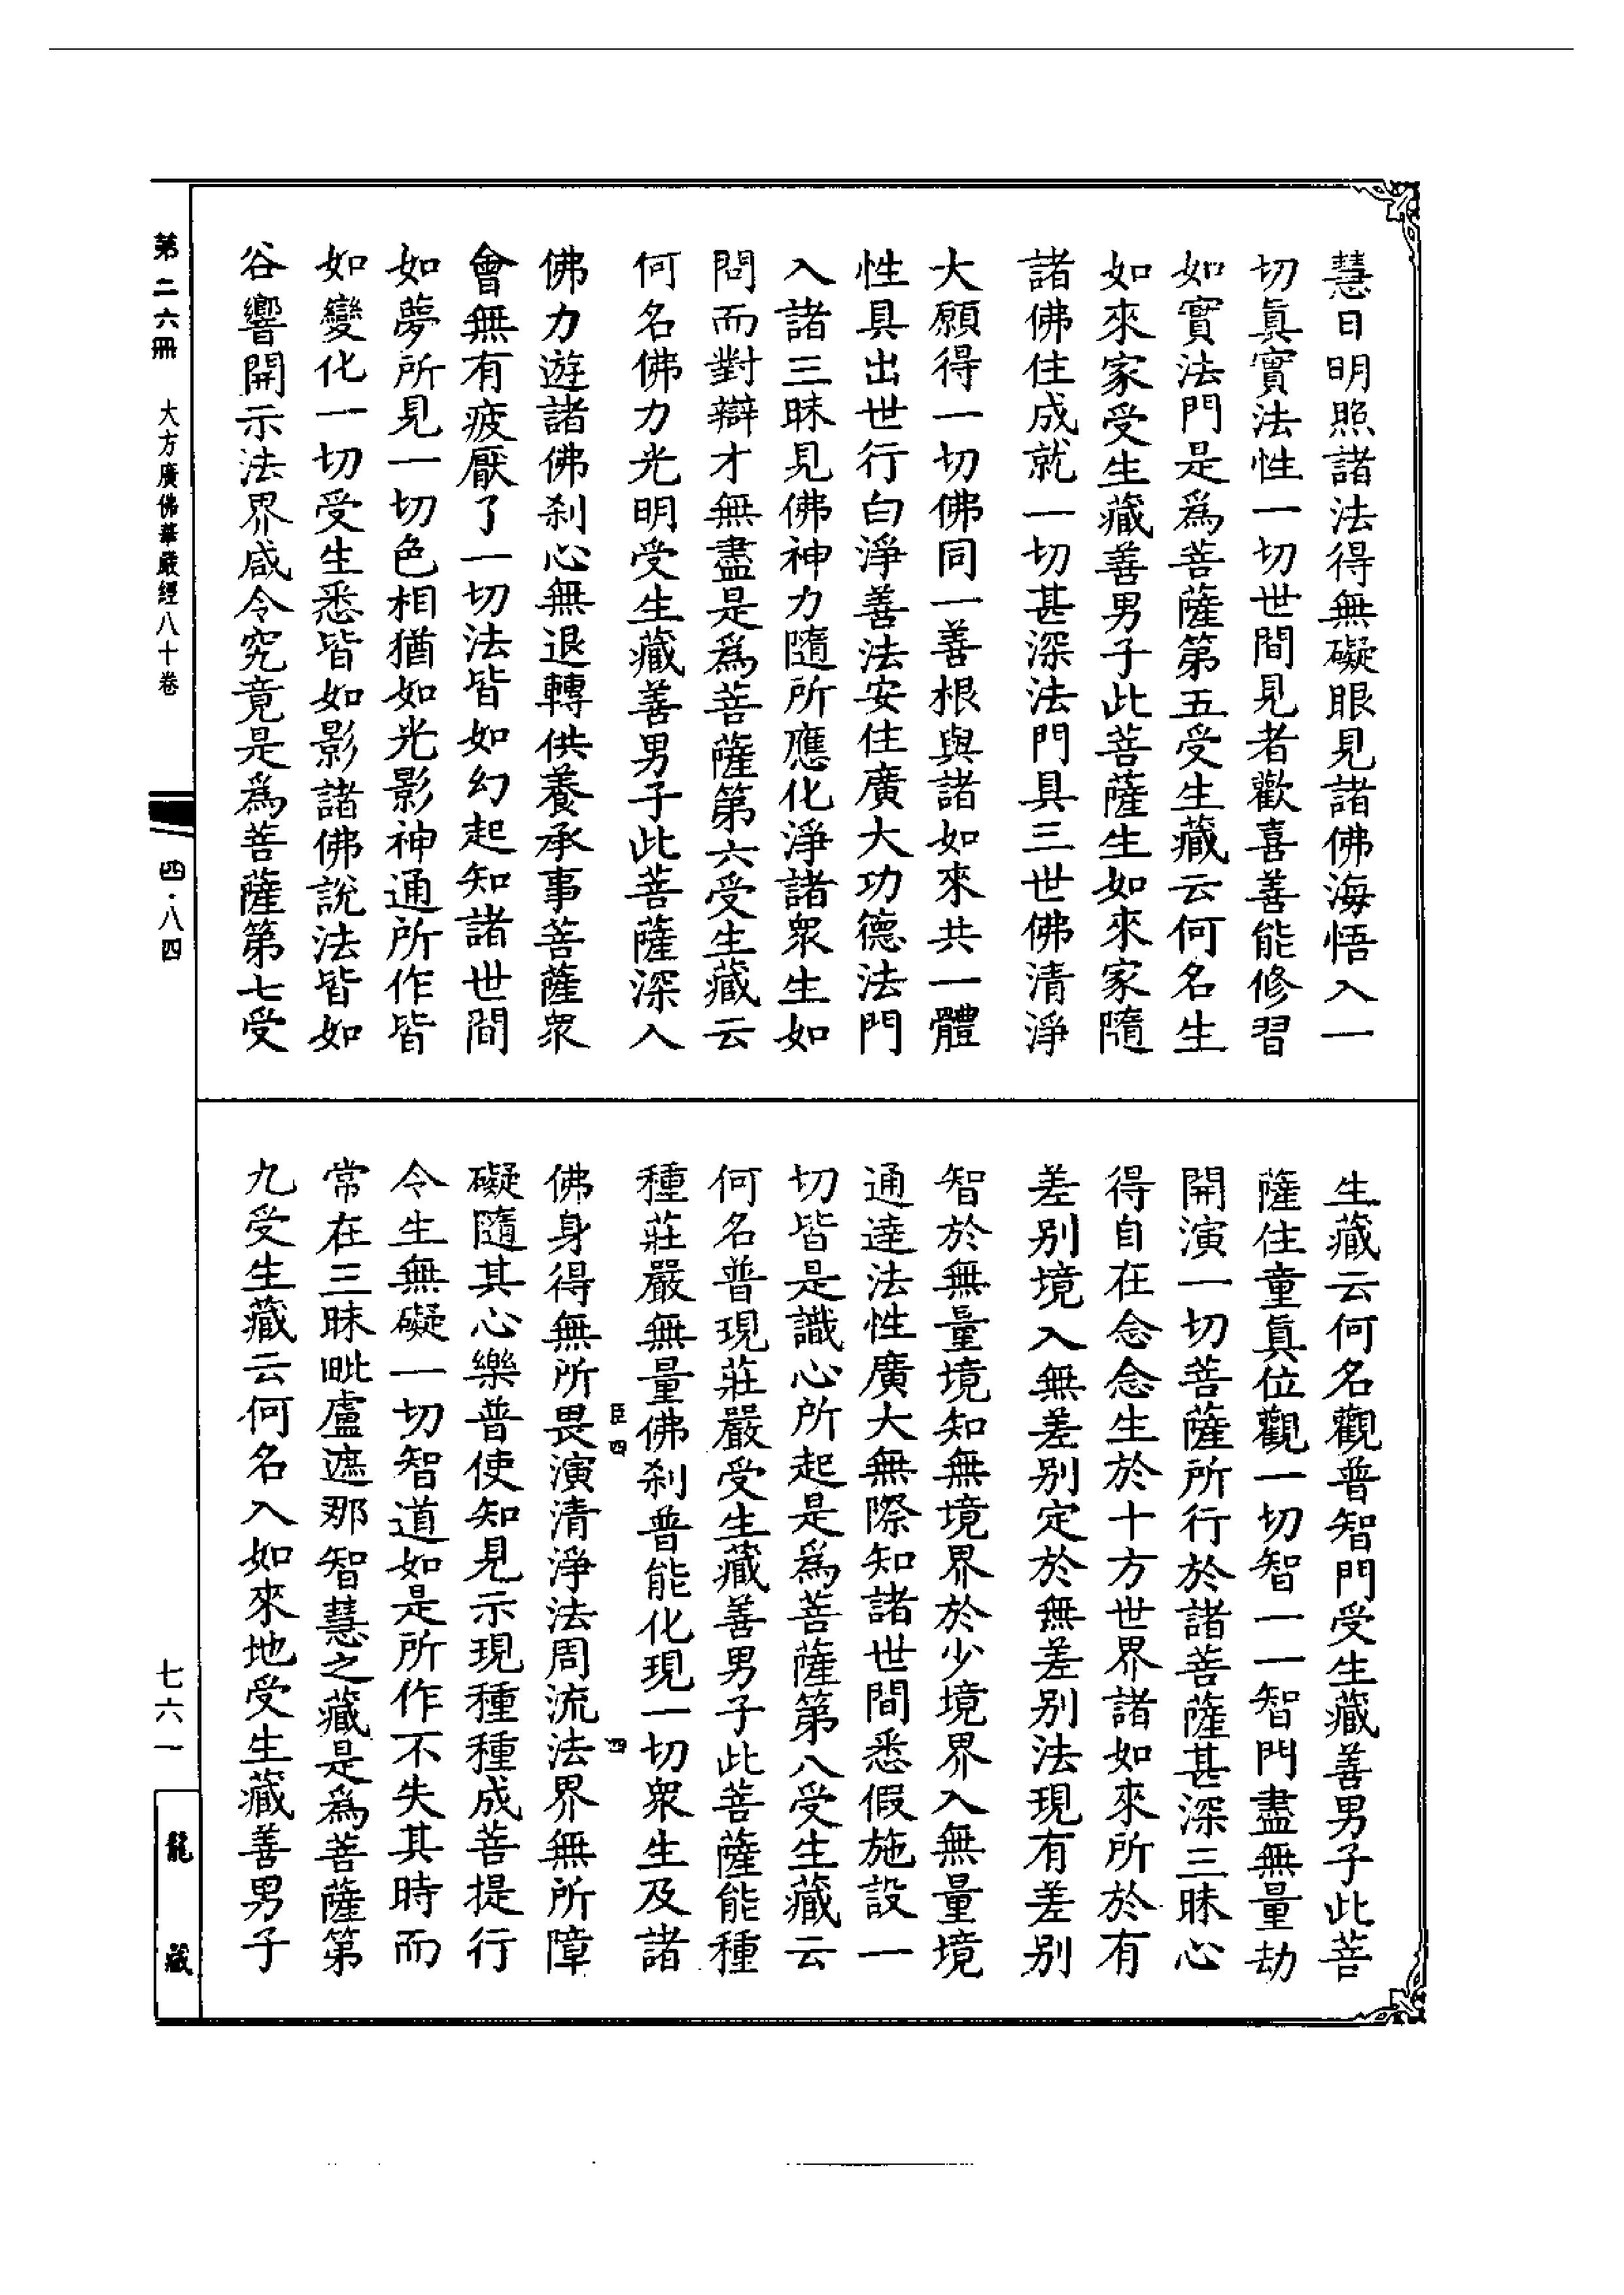 慧日明照諸法得無礙眼見諸佛海悟入一
切眞實法性一切世間見者歡喜善能修習
如實法門是爲菩薩第五受生藏云何名生
如來家受生藏善男子此菩薩生如來家隨
諸佛住成就一切甚深法門具三世佛清淨
大願得一切佛同一善根與諸如來共一體
性具出世行白淨善法安住廣大功德法門
入諸三昧見佛神力隨所應化淨諸眾生如
問而對辯才無盡是爲菩薩第六受生藏云
何名佛力光明受生藏善男子此菩薩深入
佛力遊諸佛刹心無退轉供養承事菩薩眾
會無有疲厭了一切法皆如幻起知諸世間
如夢所見一切色相猶如光影神通所作皆
如變化一切受生悉皆如影諸佛說法皆如
谷響開示法界咸令究竟是爲菩薩第七受
生藏云何名觀普智門受生藏善男子此菩
薩住童眞位觀一切智一一智門盡無量劫
開演一切菩薩所行於諸菩薩甚深三昧心
得自在念念生於十方世界諸如來所於有
差別境入無差別定於無差別法現有差別
智於無量境知無境界於少境界入無量境
通達法性廣大無際知諸世間悉假施設一
切皆是識心所起是爲菩薩第八受生藏云
何名普現莊嚴受生藏善男子此菩薩能種
種莊嚴無量佛刹普能化現一切眾生及諸
臣四
四
佛身得無所畏演清淨法周流法界無所障
礙隨其心樂普使知見示現種種成菩提行
令生無礙一切智道如是所作不失其時而
常在三昧毗盧遮那智慧之藏是爲菩薩第
九受生藏云何名入如來地受生藏善男子
第二六冊 大方廣佛華嚴經八十卷
四·八四
七六一
龍藏